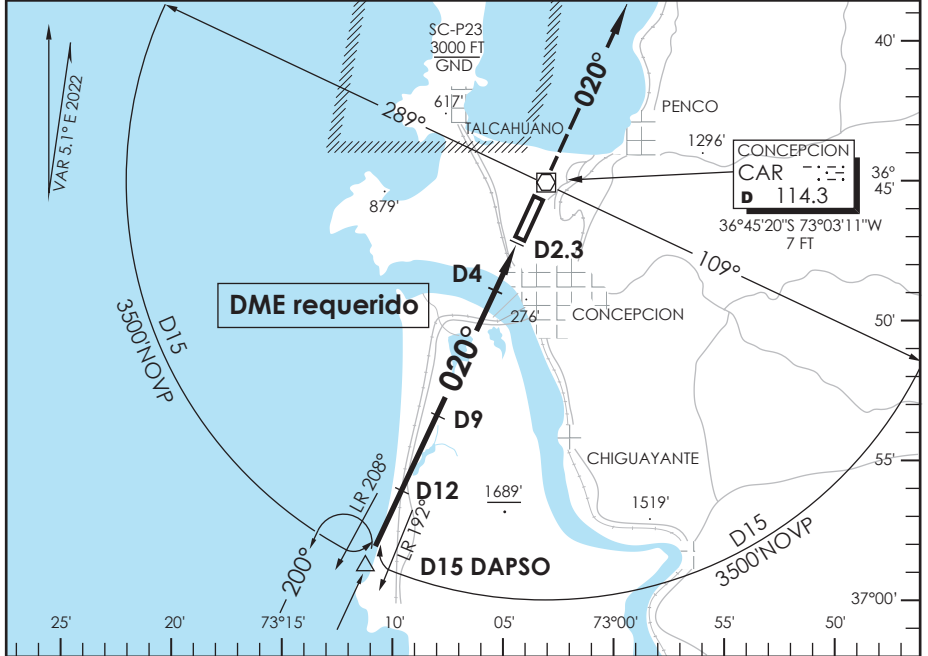 SC-P23
3000 FT
GND
40'
020°
VAR 5.1° E 2022
289°
617'
PENCO
TALCAHUANO
1296'
CONCEPCION
CAR
D 114.3
36°
45'
36°45'20"S 73°03'11"W
7 FT
879'
D2.3
109°
D4
DME requerido
276'
CONCEPCION
50'
D15
3500'NOVP
020°
D9
55'
CHIGUAYANTE
LR 208°
D12
1689'
1519'
LR 192°
D15
3500'NOVP
200°
D15 DAPSO
37°00'
25'
20'
73°15'
10'
05'
73°00'
55'
50'